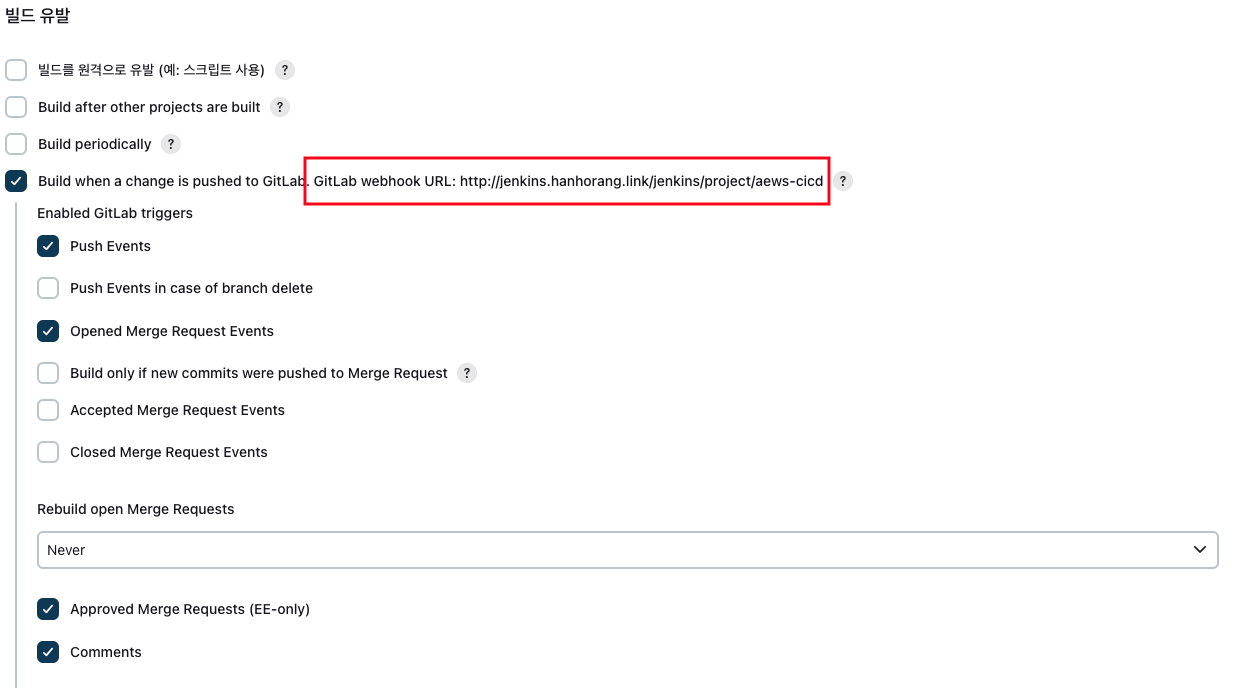 빌드 유발
빌드를 원격으로 유발 (예: 스크립트 사용) ?
Build after other projects are built ?
Build periodically ?
Build when a change is pushed to GitLab. GitLab webhook URL: http://jenkins.hanhorang.link/jenkins/project/aews-cicd ?
Enabled GitLab triggers
Push Events
Push Events in case of branch delete
Opened Merge Request Events
Build only if new commits were pushed to Merge Request ?
Accepted Merge Request Events
Closed Merge Request Events
Rebuild open Merge Requests
Never
Approved Merge Requests (EE-only)
Comments